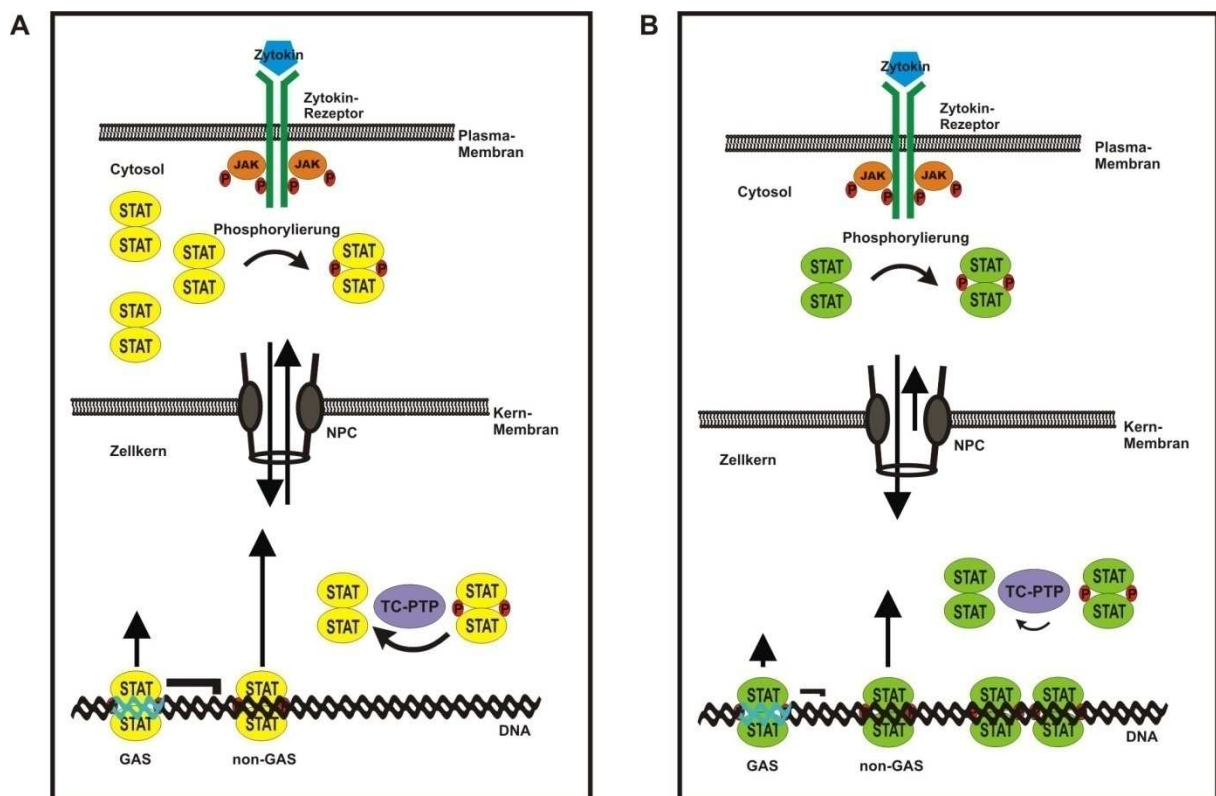 A
Zytokin
Zytokin-
Rezeptor
Plasma-
Membran
JAK
JAK
P
P
P
P
Cytosol
STAT
STAT
Phosphorylierung
STAT
STAT
STAT
P
P
STAT
STAT
STAT
Kern-
Membran
NPC
Zellkern
STAT
STAT
TC-PTP
STAT
P
P
STAT
STAT
STAT
STAT
STAT
DNA
GAS
non-GAS
B
Zytokin
Zytokin-
Rezeptor
Plasma-
Membran
JAK
JAK
P
P
P
P
Cytosol
Phosphorylierung
STAT
STAT
STAT
P
P
STAT
Kern-
Membran
NPC
Zellkern
STAT
STAT
TC-PTP
STAT
P
P
STAT
STAT
STAT
STAT
STAT
STAT
STAT
STAT
STAT
DNA
GAS
non-GAS